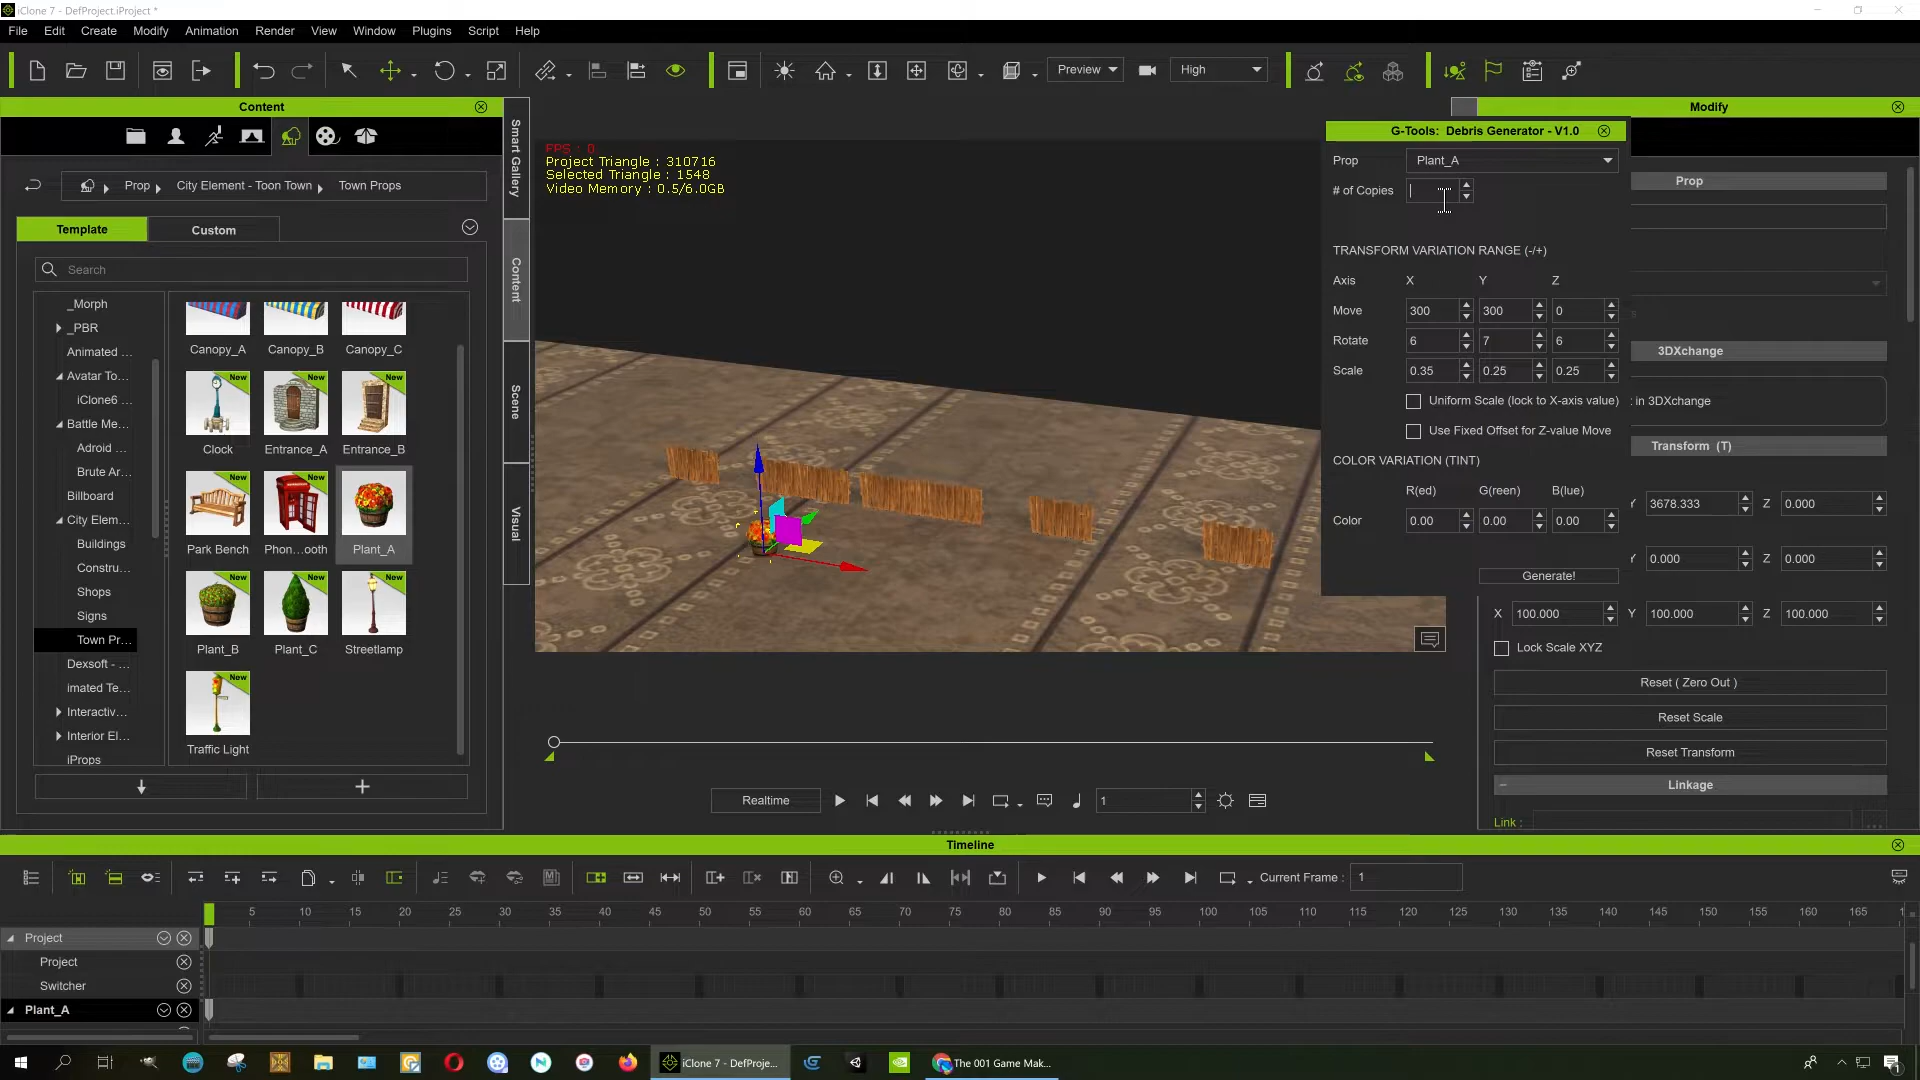 iClone 7 - DefProject.iProject *
File Edit Create Modify Animation Render View Window Plugins Script Help
Preview High
Content
Modify
Prop City Element - Toon Town Town Props
Template Custom
Search
_Morph
_PBR
Animated ...
Avatar To...
iClone6 ...
Battle Me...
Adroid ...
Brute Ar...
Billboard
City Elem...
Buildings
Constru...
Shops
Signs
Town Pr...
Dexsoft - ...
imated Te...
Interactiv...
Interior El...
iProps
Canopy_A Canopy_B Canopy_C
New New New
Clock Entrance_A Entrance_B
New New
Park Bench Phon...ooth Plant_A
New New New
Plant_B Plant_C Streetlamp
New
Traffic Light
Smart Gallery
Content
Scene
Visual
FPS : 0
Project Triangle : 310716
Selected Triangle : 1548
Video Memory : 0.5/6.0GB
G-Tools: Debris Generator - V1.0
Prop Plant_A
# of Copies
TRANSFORM VARIATION RANGE (-/+)
Axis X Y Z
Move 300 300 0
Rotate 6 7 6
Scale 0.35 0.25 0.25
Uniform Scale (lock to X-axis value)
Use Fixed Offset for Z-value Move
COLOR VARIATION (TINT)
R(ed) G(reen) B(lue)
Color 0.00 0.00 0.00
Generate!
Prop
3DXchange
t in 3DXchange
Transform (T)
Y 3678.333 Z 0.000
Y 0.000 Z 0.000
X 100.000 Y 100.000 Z 100.000
Lock Scale XYZ
Reset ( Zero Out )
Reset Scale
Reset Transform
Linkage
Link :
Realtime 1
Timeline
Current Frame : 1
5 10 15 20 25 30 35 40 45 50 55 60 65 70 75 80 85 90 95 100 105 110 115 120 125 130 135 140 145 150 155 160 165 1
Project
Project
Switcher
Plant_A
iClone 7 - DefProje...
The 001 Game Mak...
1